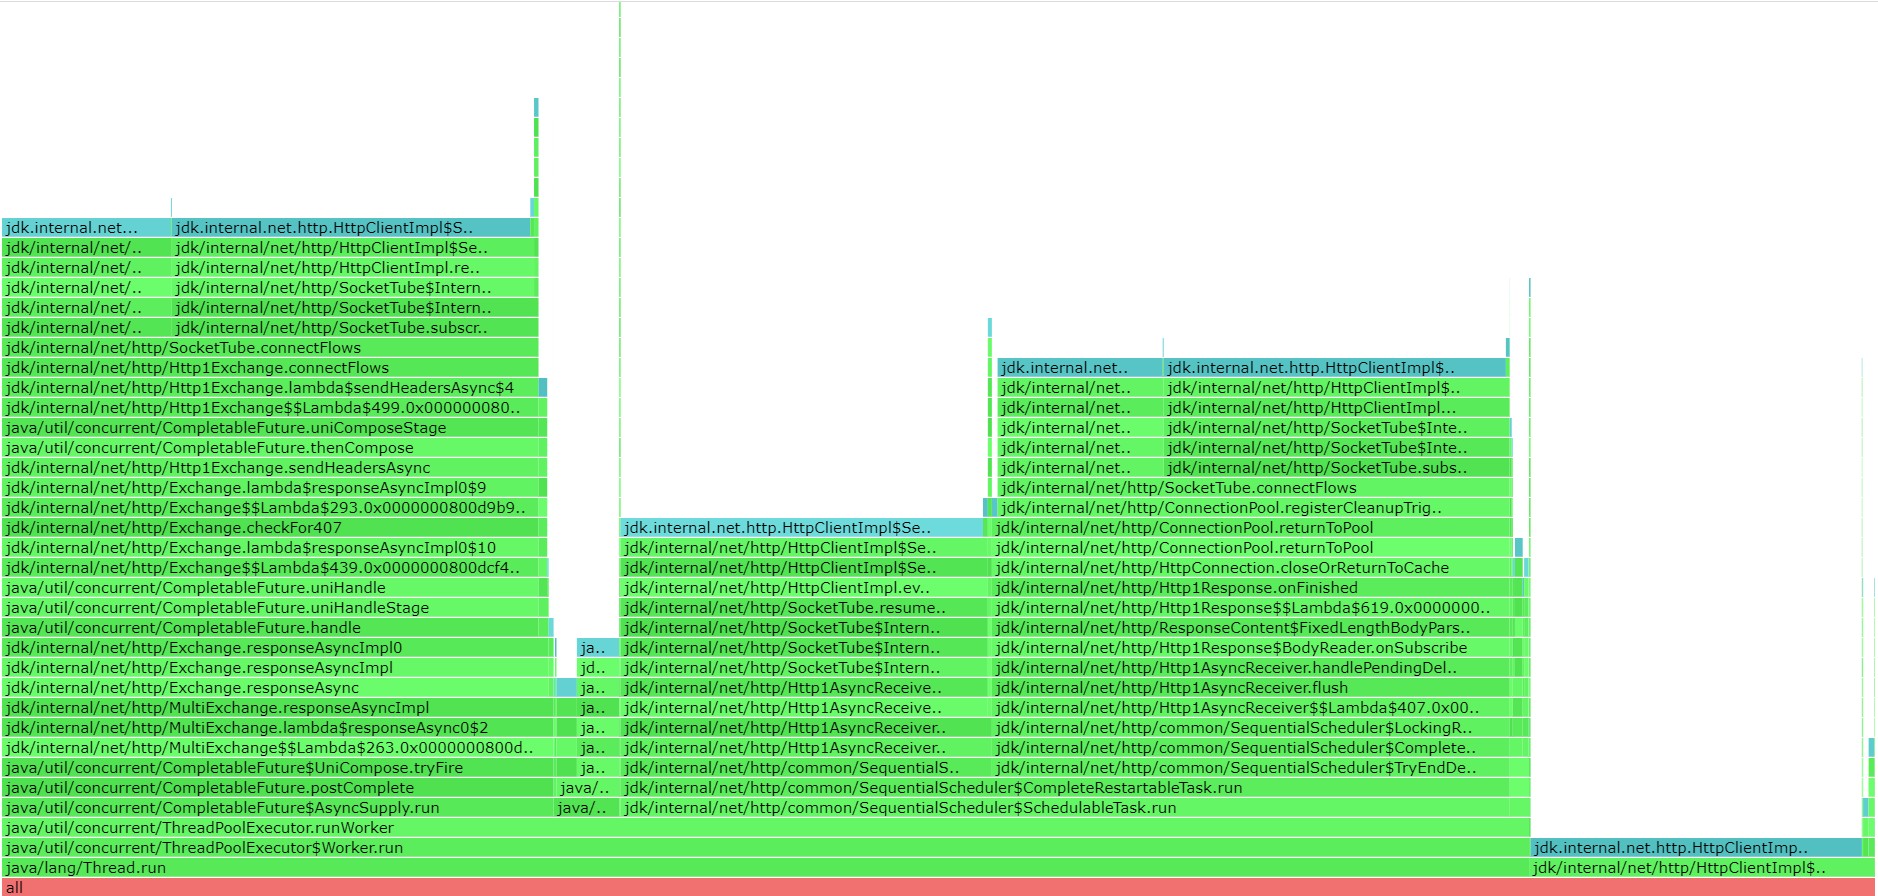 jdk.internal.net... jdk.internal.net.http.HttpClientImpl$S..
jdk/internal/net/.. jdk/internal/net/http/HttpClientImpl$Se..
jdk/internal/net/.. jdk/internal/net/http/HttpClientImpl.re..
jdk/internal/net/.. jdk/internal/net/http/SocketTube$Intern..
jdk/internal/net/.. jdk/internal/net/http/SocketTube$Intern..
jdk/internal/net/.. jdk/internal/net/http/SocketTube.subscr..
jdk/internal/net/http/SocketTube.connectFlows
jdk/internal/net/http/Http1Exchange.connectFlows jdk.internal.net.. jdk.internal.net.http.HttpClientImpl$..
jdk/internal/net/http/Http1Exchange.lambda$sendHeadersAsync$4 jdk/internal/net.. jdk/internal/net/http/HttpClientImpl$..
jdk/internal/net/http/Http1Exchange$$Lambda$499.0x000000080.. jdk/internal/net.. jdk/internal/net/http/HttpClientImpl...
java/util/concurrent/CompletableFuture.uniComposeStage jdk/internal/net.. jdk/internal/net/http/SocketTube$Inte..
java/util/concurrent/CompletableFuture.thenCompose jdk/internal/net.. jdk/internal/net/http/SocketTube$Inte..
jdk/internal/net/http/Http1Exchange.sendHeadersAsync jdk/internal/net.. jdk/internal/net/http/SocketTube.subs..
jdk/internal/net/http/Exchange.lambda$responseAsyncImpl0$9 jdk/internal/net/http/SocketTube.connectFlows
jdk/internal/net/http/Exchange$$Lambda$293.0x0000000800d9b9.. jdk/internal/net/http/ConnectionPool.registerCleanupTrig..
jdk/internal/net/http/Exchange.checkFor407 jdk.internal.net.http.HttpClientImpl$Se.. jdk/internal/net/http/ConnectionPool.returnToPool
jdk/internal/net/http/Exchange.lambda$responseAsyncImpl0$10 jdk/internal/net/http/HttpClientImpl$Se.. jdk/internal/net/http/ConnectionPool.returnToPool
jdk/internal/net/http/Exchange$$Lambda$439.0x0000000800dcf4.. jdk/internal/net/http/HttpClientImpl$Se.. jdk/internal/net/http/HttpConnection.closeOrReturnToCache
java/util/concurrent/CompletableFuture.uniHandle jdk/internal/net/http/HttpClientImpl.ev.. jdk/internal/net/http/Http1Response.onFinished
java/util/concurrent/CompletableFuture.uniHandleStage jdk/internal/net/http/SocketTube.resume.. jdk/internal/net/http/Http1Response$$Lambda$619.0x0000000...
java/util/concurrent/CompletableFuture.handle jdk/internal/net/http/SocketTube$Intern.. jdk/internal/net/http/ResponseContent$FixedLengthBodyPars..
jdk/internal/net/http/Exchange.responseAsyncImpl0 ja.. jdk/internal/net/http/SocketTube$Intern.. jdk/internal/net/http/Http1Response$BodyReader.onSubscribe
jdk/internal/net/http/Exchange.responseAsyncImpl jd.. jdk/internal/net/http/SocketTube$Intern.. jdk/internal/net/http/Http1AsyncReceiver.handlePendingDel..
jdk/internal/net/http/Exchange.responseAsync ja.. jdk/internal/net/http/Http1AsyncReceive.. jdk/internal/net/http/Http1AsyncReceiver.flush
jdk/internal/net/http/MultiExchange.responseAsyncImpl ja.. jdk/internal/net/http/Http1AsyncReceive.. jdk/internal/net/http/Http1AsyncReceiver$$Lambda$407.0x00..
jdk/internal/net/http/MultiExchange.lambda$responseAsync0$2 ja.. jdk/internal/net/http/Http1AsyncReceiver.. jdk/internal/net/http/common/SequentialScheduler$LockingR..
jdk/internal/net/http/MultiExchange$$Lambda$263.0x0000000800d.. ja.. jdk/internal/net/http/Http1AsyncReceiver.. jdk/internal/net/http/common/SequentialScheduler$Complete..
java/util/concurrent/CompletableFuture$UniCompose.tryFire ja.. jdk/internal/net/http/common/SequentialS.. jdk/internal/net/http/common/SequentialScheduler$TryEndDe..
java/util/concurrent/CompletableFuture.postComplete java/.. jdk/internal/net/http/common/SequentialScheduler$CompleteRestartableTask.run
java/util/concurrent/CompletableFuture$AsyncSupply.run java/.. jdk/internal/net/http/common/SequentialScheduler$SchedulableTask.run
java/util/concurrent/ThreadPoolExecutor.runWorker
java/util/concurrent/ThreadPoolExecutor$Worker.run jdk.internal.net.http.HttpClientImp..
java/lang/Thread.run jdk/internal/net/http/HttpClientImpl$..
all